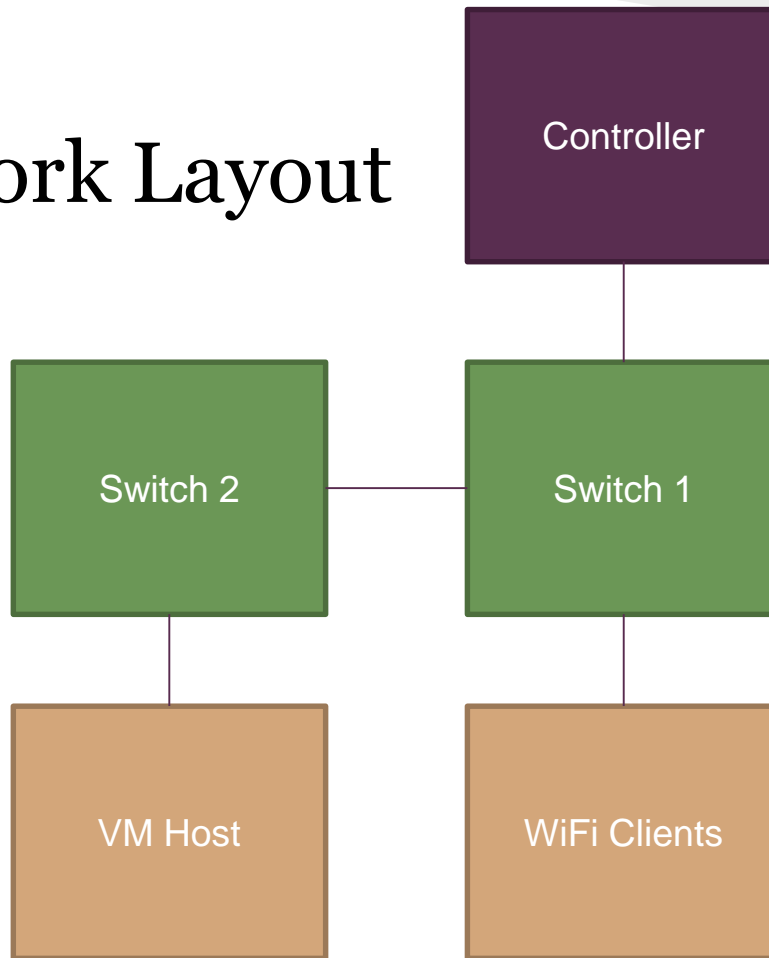 ork Layout
Controller
Switch 2
Switch 1
VM Host
WiFi Clients